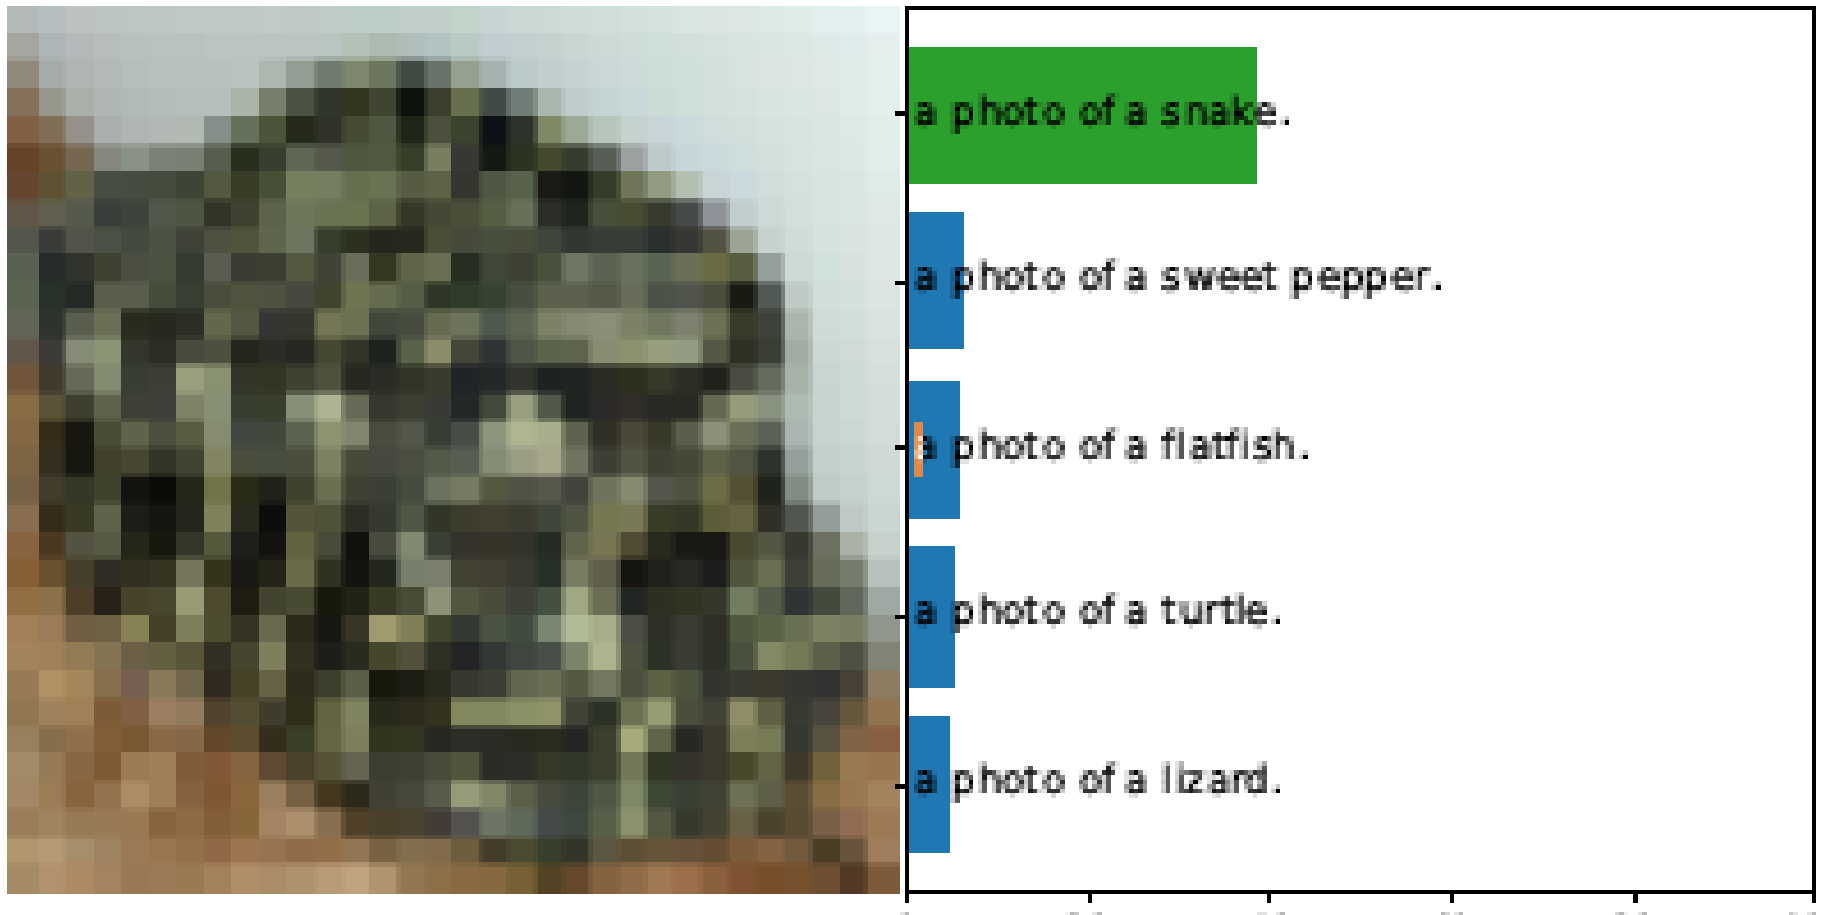 a photo of a snake.
a photo of a sweet pepper.
a photo of a flatfish.
a photo of a turtle.
a photo of a lizard.